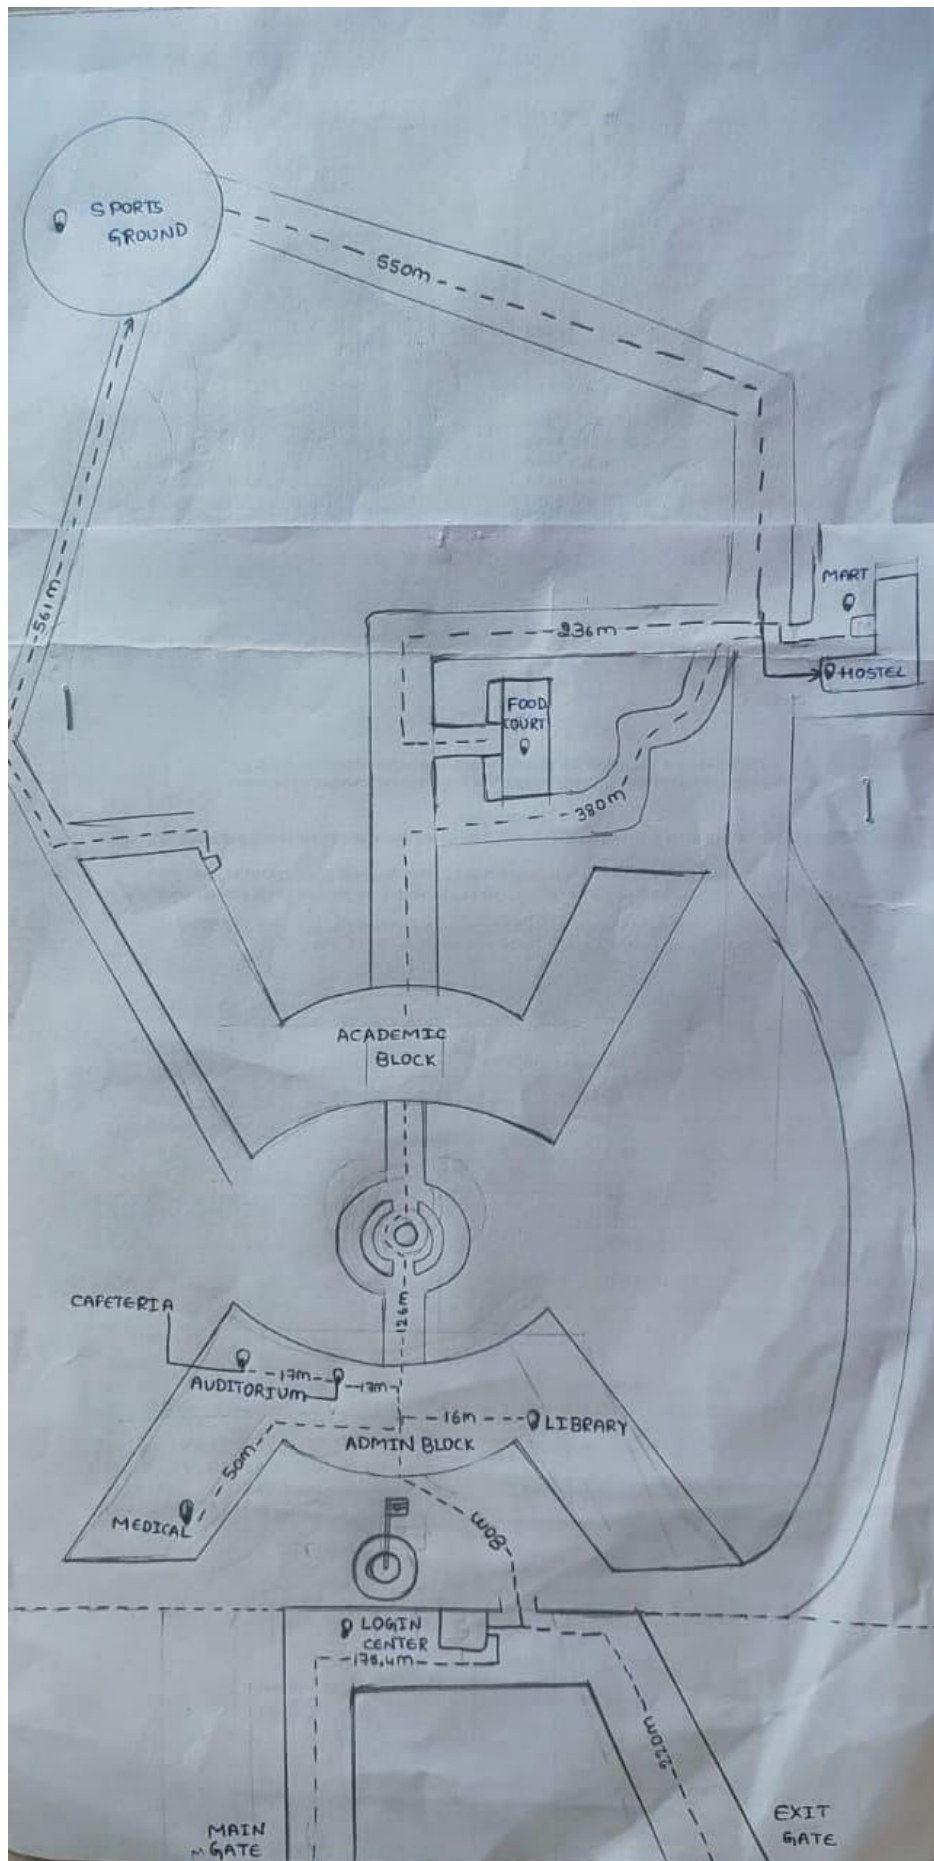 SPORTS
GROUND
550m
561m
MART
236m
HOSTEL
FOOD
COURT
380m
ACADEMIC
BLOCK
126m
CAFETERIA
17m
AUDITORIUM
17m
16m
LIBRARY
ADMIN BLOCK
50m
MEDICAL
80m
LOGIN
CENTER
178.4m
220m
MAIN
GATE
EXIT
GATE